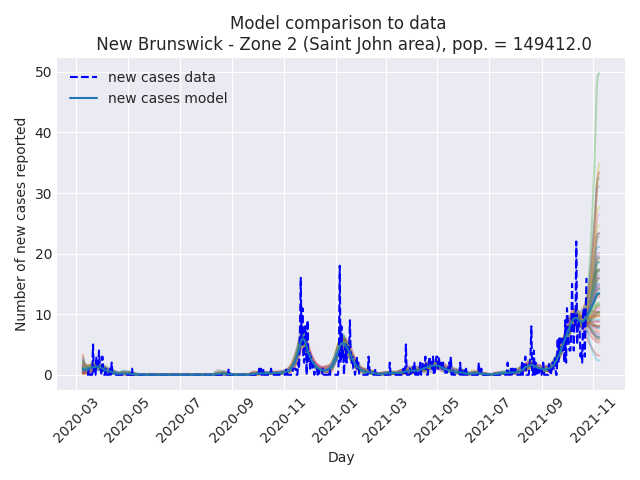 Model comparison to data
New Brunswick - Zone 2 (Saint John area), pop. = 149412.0
new cases data
new cases model
Number of new cases reported
50
40
30
20
10
0
2020-03
2020-05
2020-07
2020-09
2020-11
2021-01
2021-03
2021-05
2021-07
2021-09
2021-11
Day